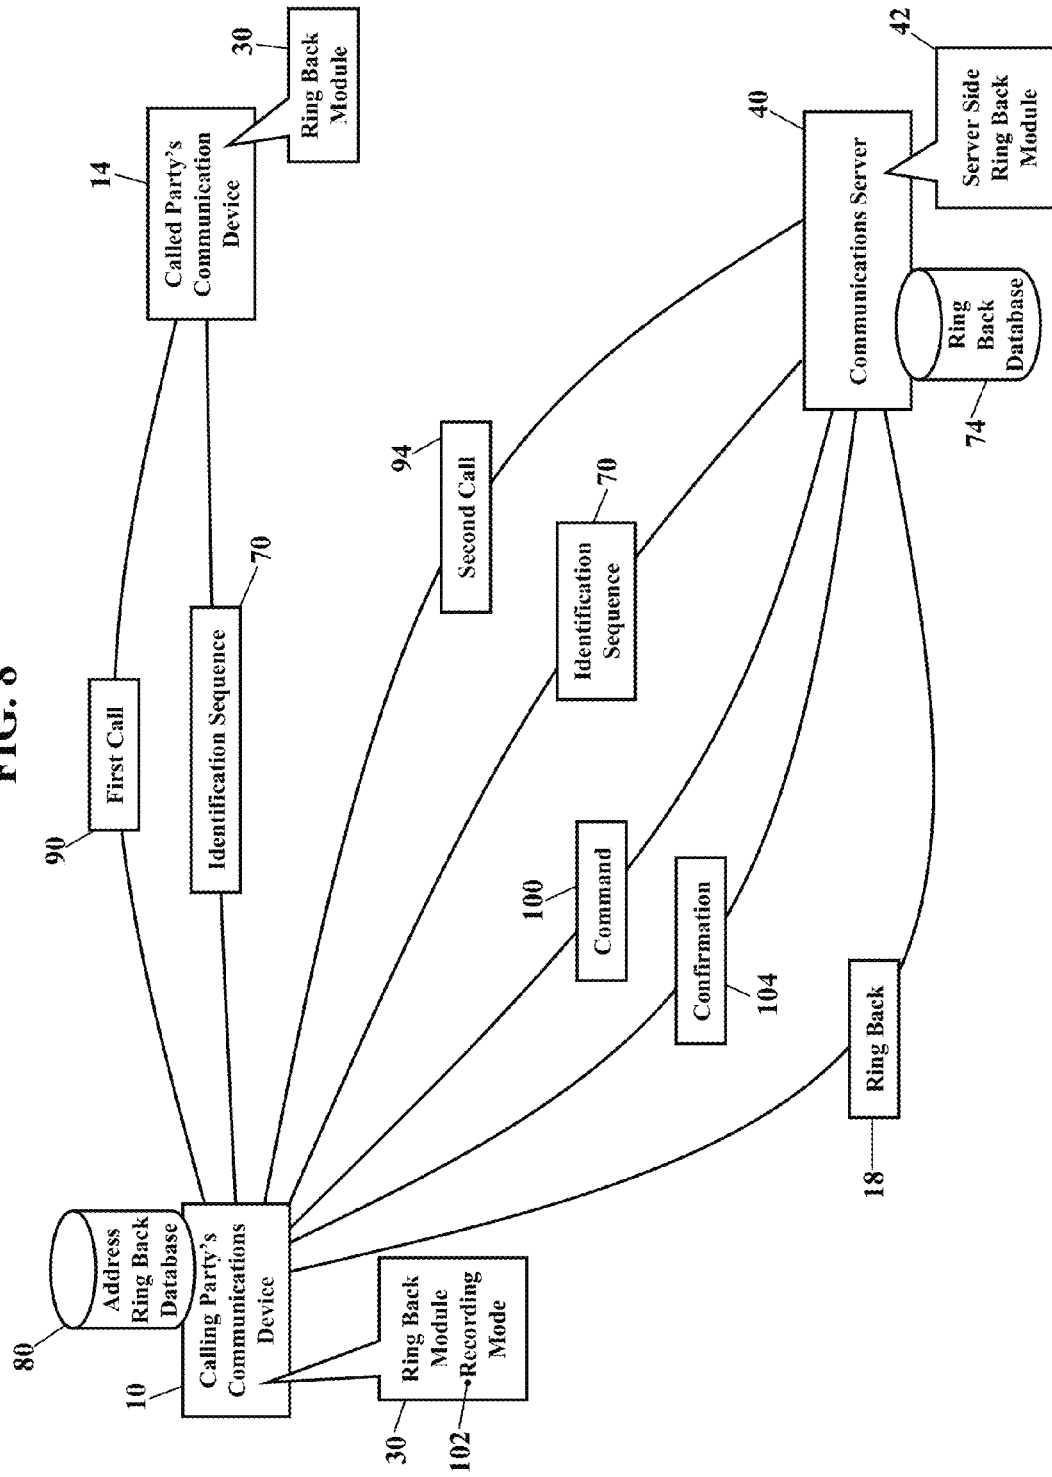 FIG. 8
80
Address
Ring Back
Database
10
Calling Party's
Communications
Device
30
Ring Back
Module
102
•Recording
Mode
90
First Call
Identification Sequence
70
14
Called Party's
Communication
Device
30
Ring Back
Module
94
Second Call
Identification
Sequence
70
100
Command
Confirmation
104
Ring Back
18
40
Communications Server
42
Server Side
Ring Back
Module
Ring
Back
Database
74